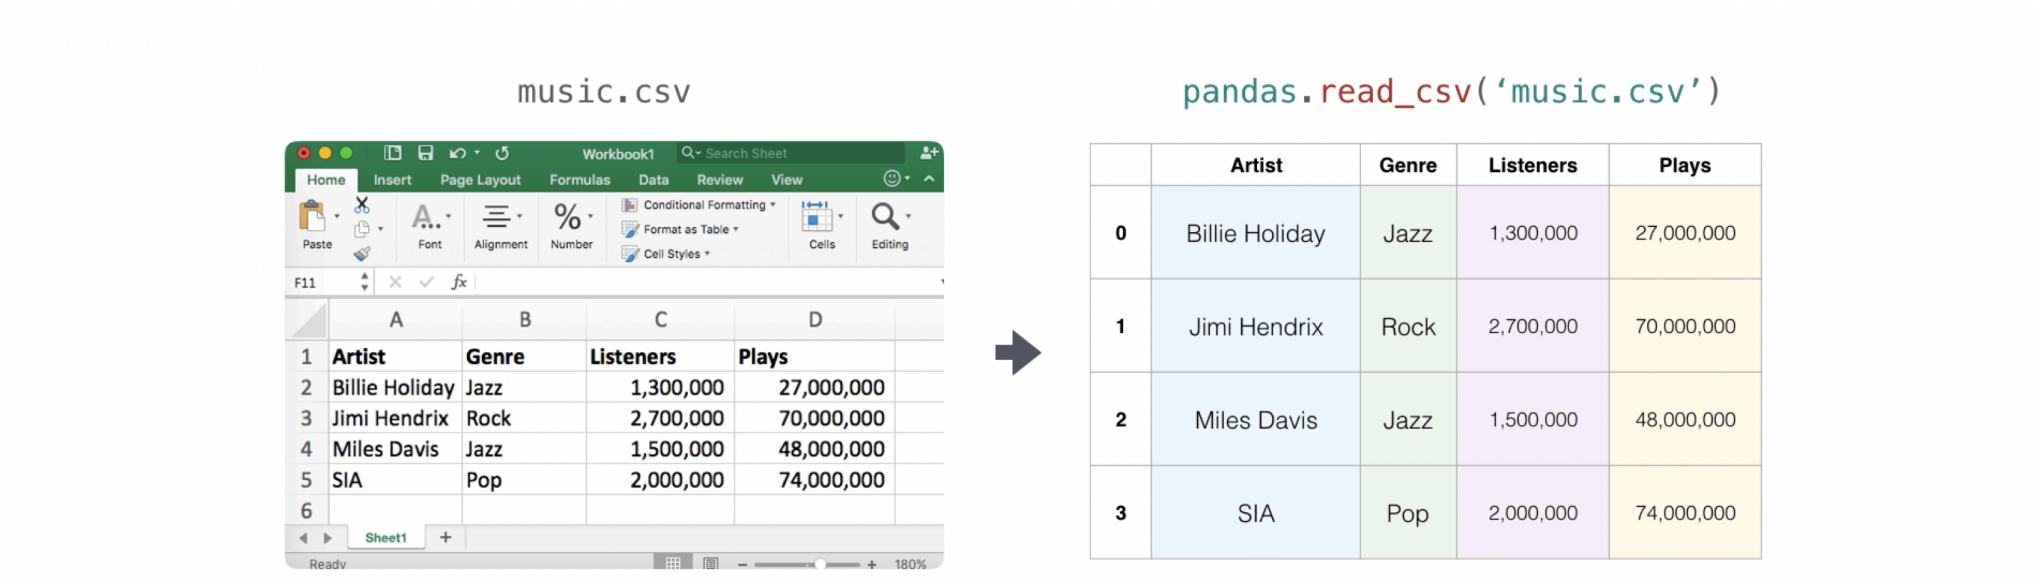 music.csv
Workbook1 Search Sheet
Home Insert Page Layout Formulas Data Review View
Paste A... Font Alignment % Number Conditional Formatting Format as Table Cell Styles Cells Editing
F11 fx
A B C D
1 Artist Genre Listeners Plays
2 Billie Holiday Jazz 1,300,000 27,000,000
3 Jimi Hendrix Rock 2,700,000 70,000,000
4 Miles Davis Jazz 1,500,000 48,000,000
5 SIA Pop 2,000,000 74,000,000
6
Sheet1 +
Ready 180%
pandas.read_csv(‘music.csv’)
Artist Genre Listeners Plays
0 Billie Holiday Jazz 1,300,000 27,000,000
1 Jimi Hendrix Rock 2,700,000 70,000,000
2 Miles Davis Jazz 1,500,000 48,000,000
3 SIA Pop 2,000,000 74,000,000